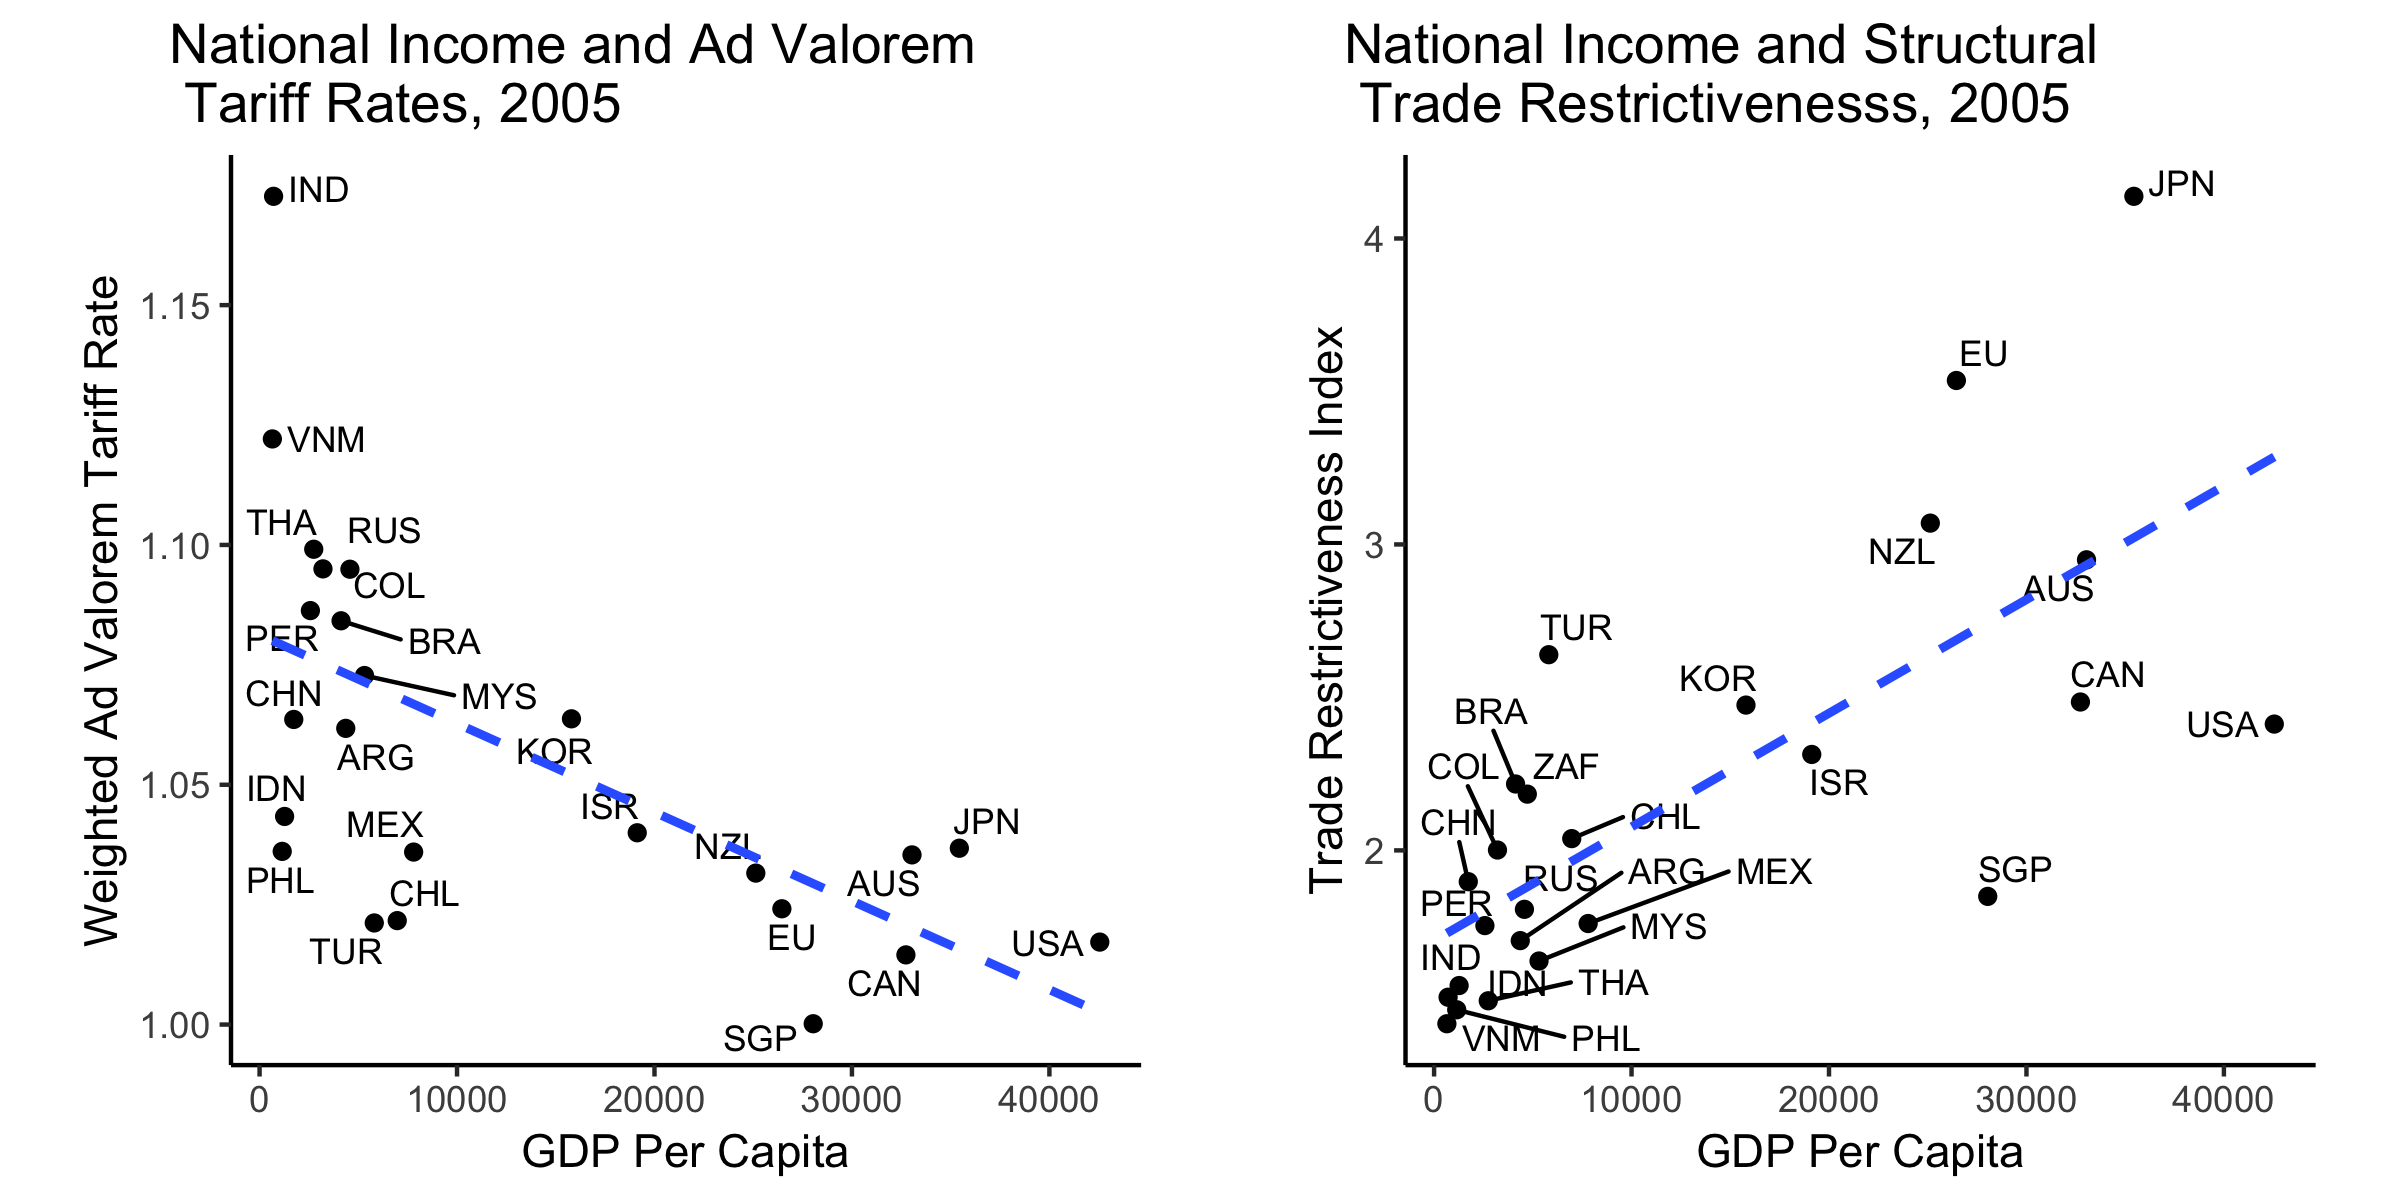 National Income and Ad Valorem
Tariff Rates, 2005
Weighted Ad Valorem Tariff Rate
1.15
1.10
1.05
1.00
IND
VNM
THA
RUS
COL
PER
BRA
CHN
MYS
ARG
KOR
IDN
ISR
MEX
JPN
NZL
PHL
AUS
CHL
TUR
EU
USA
CAN
SGP
0
10000
20000
30000
40000
GDP Per Capita
National Income and Structural
Trade Restrictivenesss, 2005
Trade Restrictiveness Index
4
3
2
JPN
EU
NZL
AUS
TUR
KOR
CAN
BRA
USA
COL
ZAF
ISR
CHN
CHL
RUS
ARG
MEX
SGP
PER
MYS
IND
IDN
THA
VNM
PHL
0
10000
20000
30000
40000
GDP Per Capita